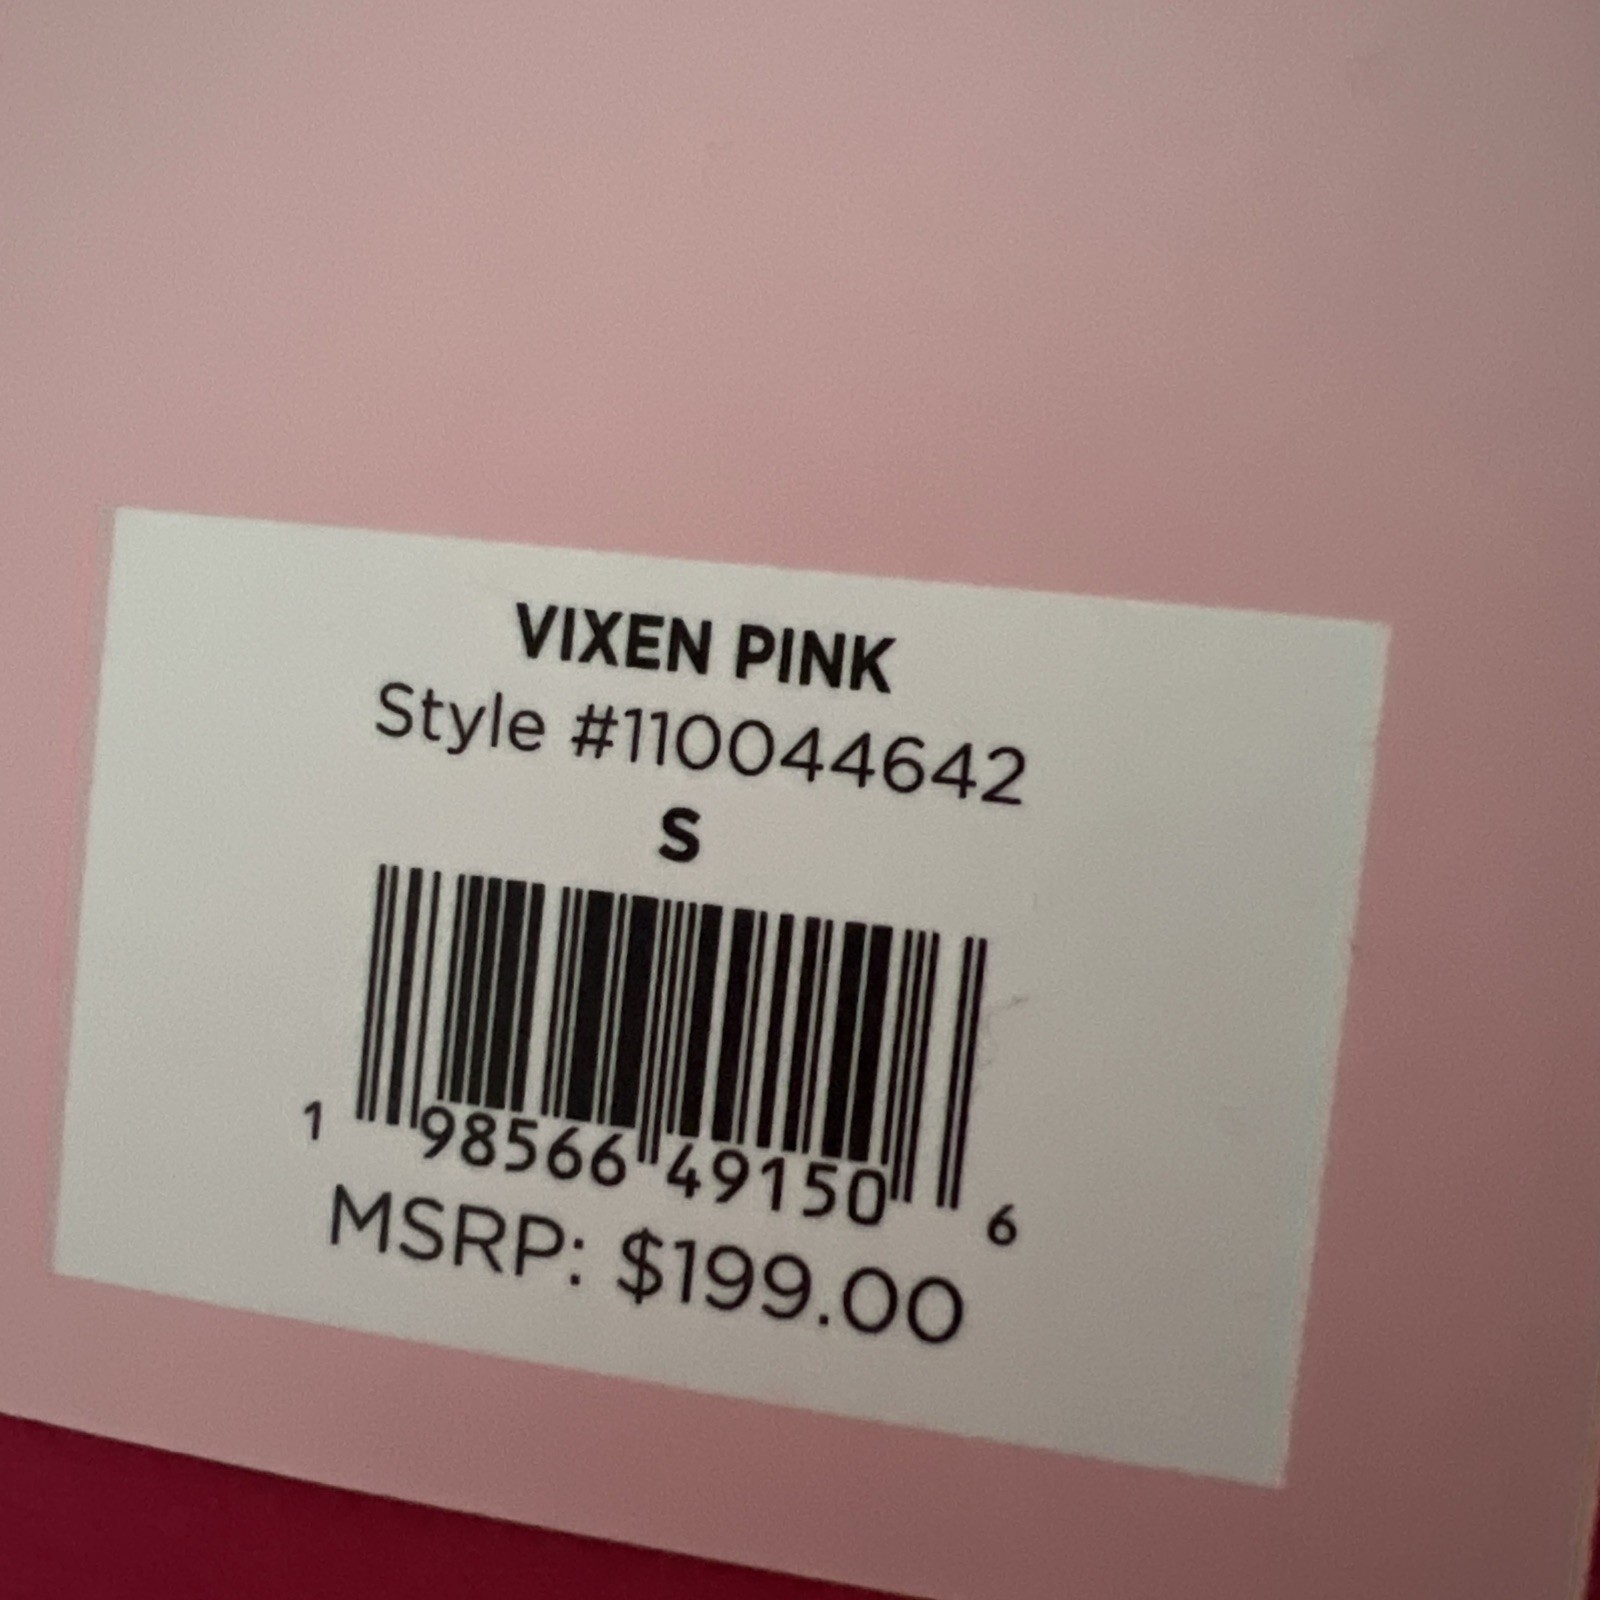 VIXEN PINK
Style #110044642
S
1 98566 49150 6
MSRP: $199.00